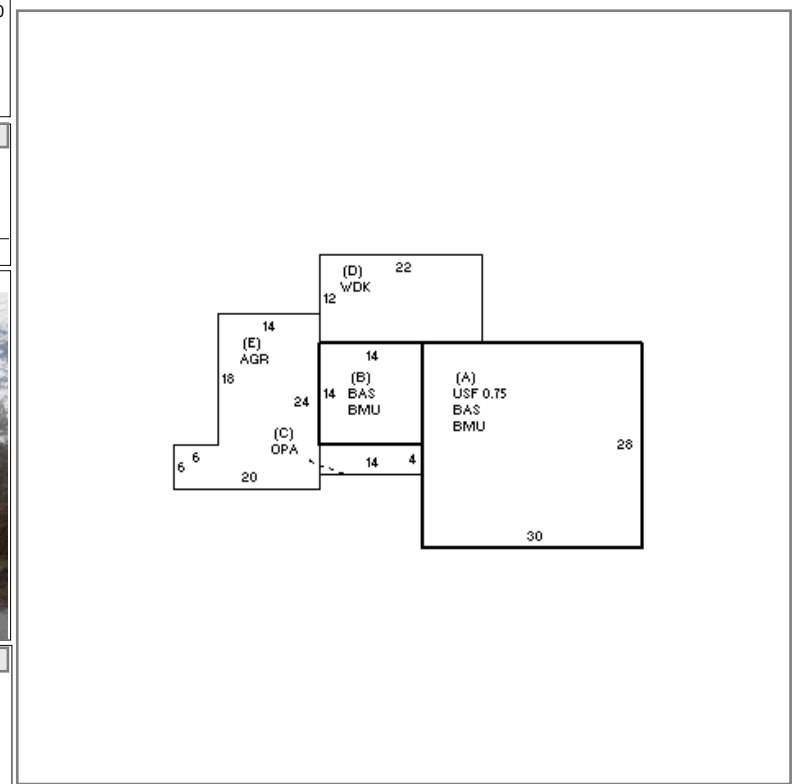 (D)
WDK
22
12
14
(E)
AGR
18
24
14
(B)
14 BAS
BMU
(A)
USF 0.75
BAS
BMU
28
(C)
OPA
14
4
6
6
20
30